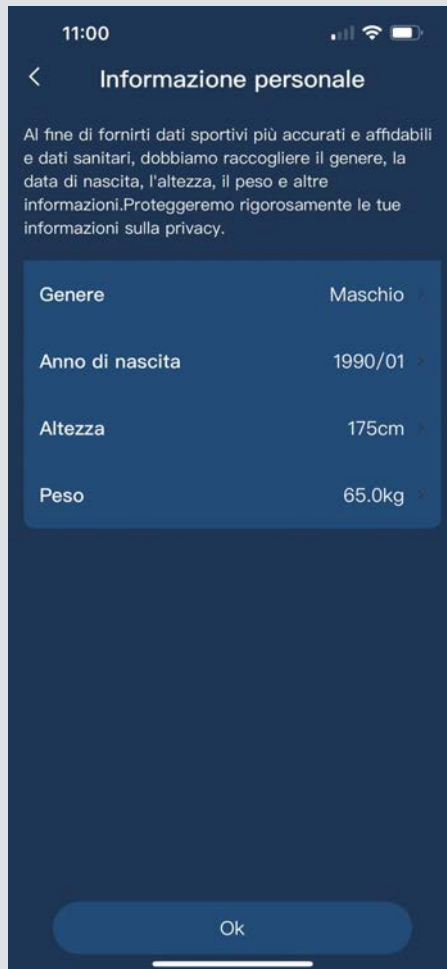 11:00
Informazione personale
Al fine di fornirti dati sportivi più accurati e affidabili
e dati sanitari, dobbiamo raccogliere il genere, la
data di nascita, l'altezza, il peso e altre
informazioni.Proteggeremo rigorosamente le tue
informazioni sulla privacy.
Genere Maschio
Anno di nascita 1990/01
Altezza 175cm
Peso 65.0kg
Ok